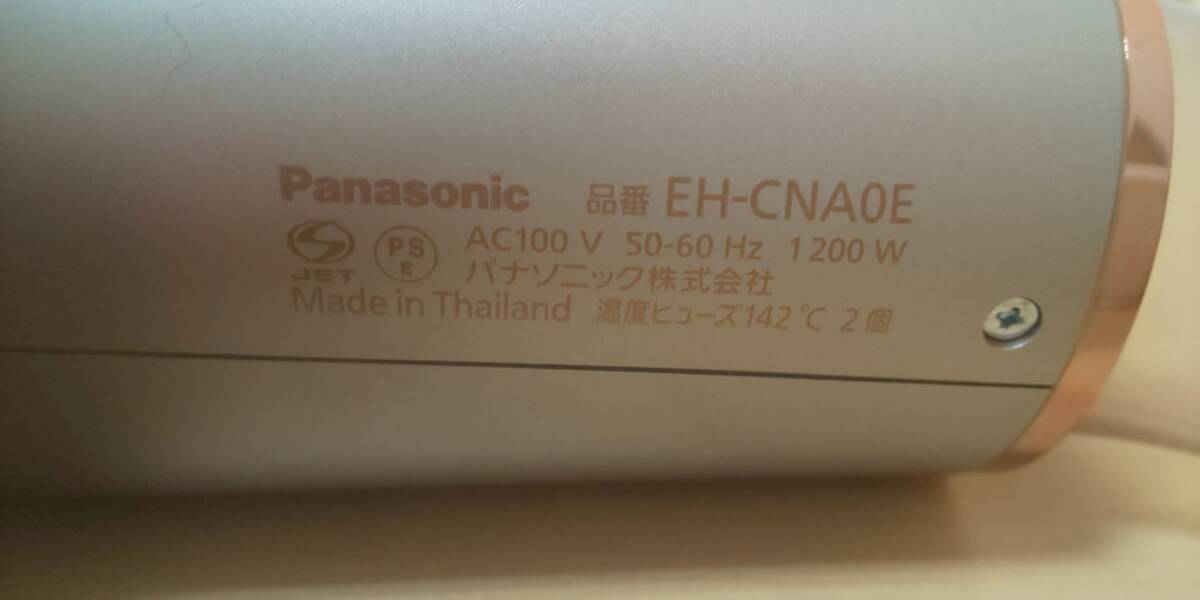 Panasonic 品番 EH-CNA0E
JET PSE AC100 V 50-60 Hz 1200 W
パナソニック株式会社
Made in Thailand 温度ヒューズ142℃ 2個